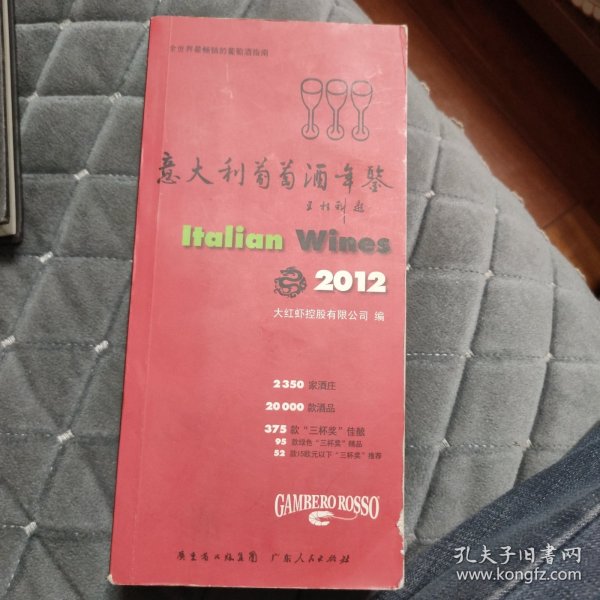 全世界最畅销的葡萄酒指南
意大利葡萄酒年鉴
Italian Wines
2012
大红虾控股有限公司 编
2350 家酒庄
20000 款酒品
375 款“三杯奖”佳酿
95 款绿色“三杯奖”精品
52 款15欧元以下“三杯奖”推荐
GAMBERO ROSSO
广东省出版集团 广东人民出版社
孔夫子旧书网
www.kongfz.com